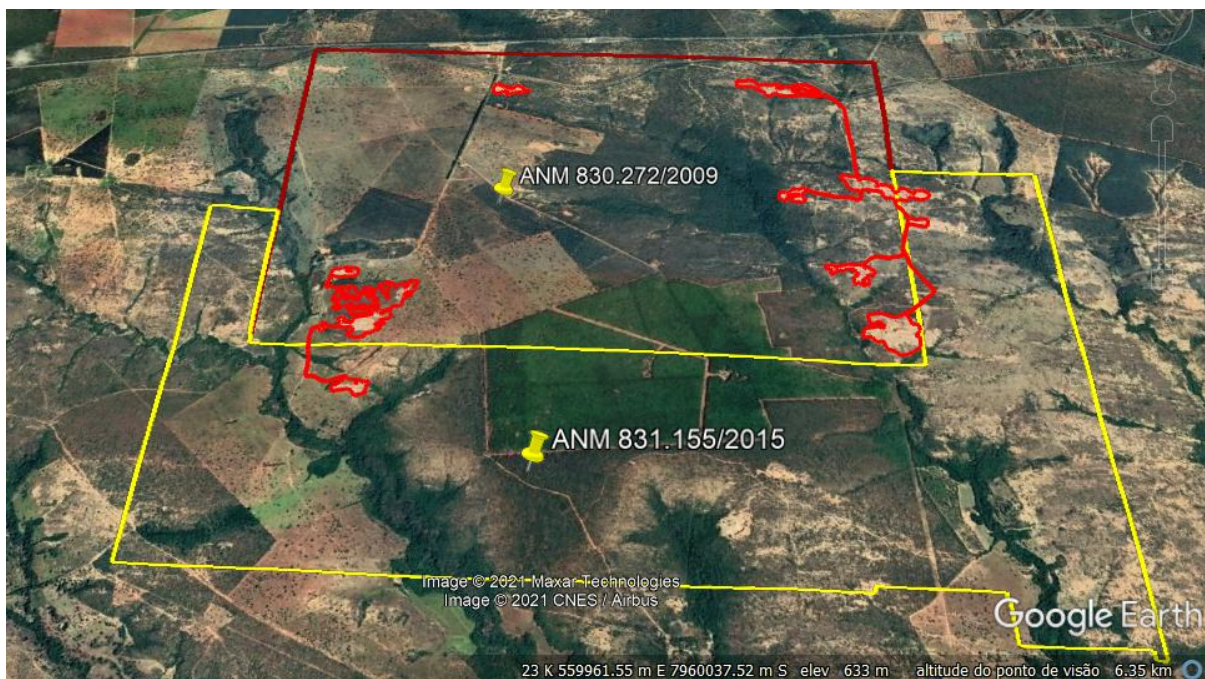 ANM 830.272/2009
ANM 831.155/2015
Image © 2021 Maxar Technologies
Image © 2021 CNES / Airbus
Google Earth
23 K 559961.55 m E 7960037.52 m S elev 633 m altitude do ponto de visão 6.35 km